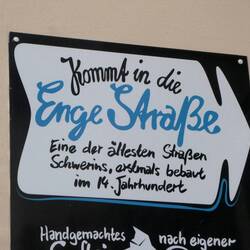 Kommt in die
Enge Straße
Eine der ältesten Straßen
Schwerins, erstmals bebaut
im 14. Jahrhundert
Handgemachtes
nach eigener